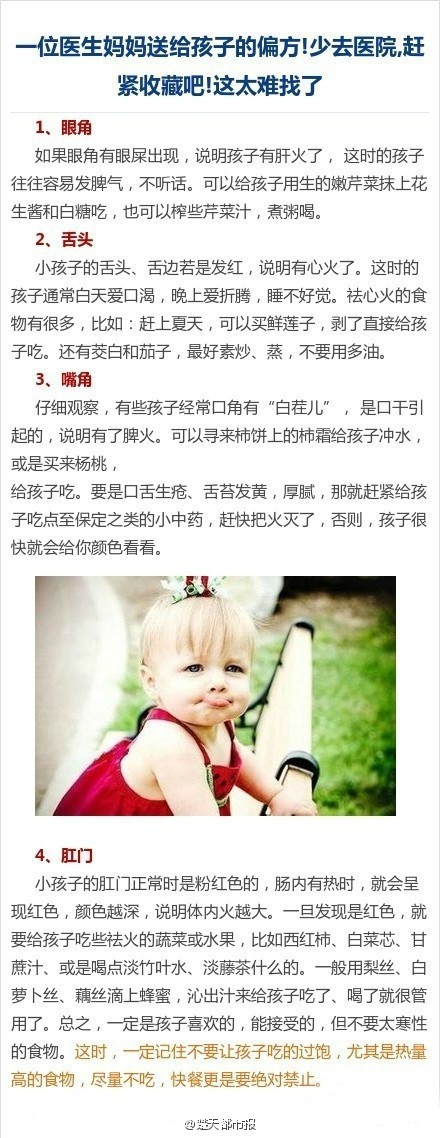 一位医生妈妈送给孩子的偏方!少去医院,赶
紧收藏吧!这太难找了
1、眼角
如果眼角有眼屎出现，说明孩子有肝火了， 这时的孩子
往往容易发脾气，不听话。可以给孩子用生的嫩芹菜抹上花
生酱和白糖吃，也可以榨些芹菜汁，煮粥喝。
2、舌头
小孩子的舌头、舌边若是发红，说明有心火了。这时的
孩子通常白天爱口渴，晚上爱折腾，睡不好觉。祛心火的食
物有很多，比如：赶上夏天，可以买鲜莲子，剥了直接给孩
子吃。还有茭白和茄子，最好素炒、蒸，不要用多油。
3、嘴角
仔细观察，有些孩子经常口角有“白茬儿”， 是口干引
起的，说明有了脾火。可以寻来柿饼上的柿霜给孩子冲水，
或是买来杨桃，
给孩子吃。要是口舌生疮、舌苔发黄，厚腻，那就赶紧给孩
子吃点至保定之类的小中药，赶快把火灭了，否则，孩子很
快就会给你颜色看看。
4、肛门
小孩子的肛门正常时是粉红色的，肠内有热时，就会呈
现红色，颜色越深，说明体内火越大。一旦发现是红色，就
要给孩子吃些祛火的蔬菜或水果，比如西红柿、白菜芯、甘
蔗汁、或是喝点淡竹叶水、淡藤茶什么的。一般用梨丝、白
萝卜丝、藕丝滴上蜂蜜，沁出汁来给孩子吃了、喝了就很管
用了。总之，一定是孩子喜欢的，能接受的，但不要太寒性
的食物。这时，一定记住不要让孩子吃的过饱，尤其是热量
高的食物，尽量不吃，快餐更是要绝对禁止。
@楚天都市报